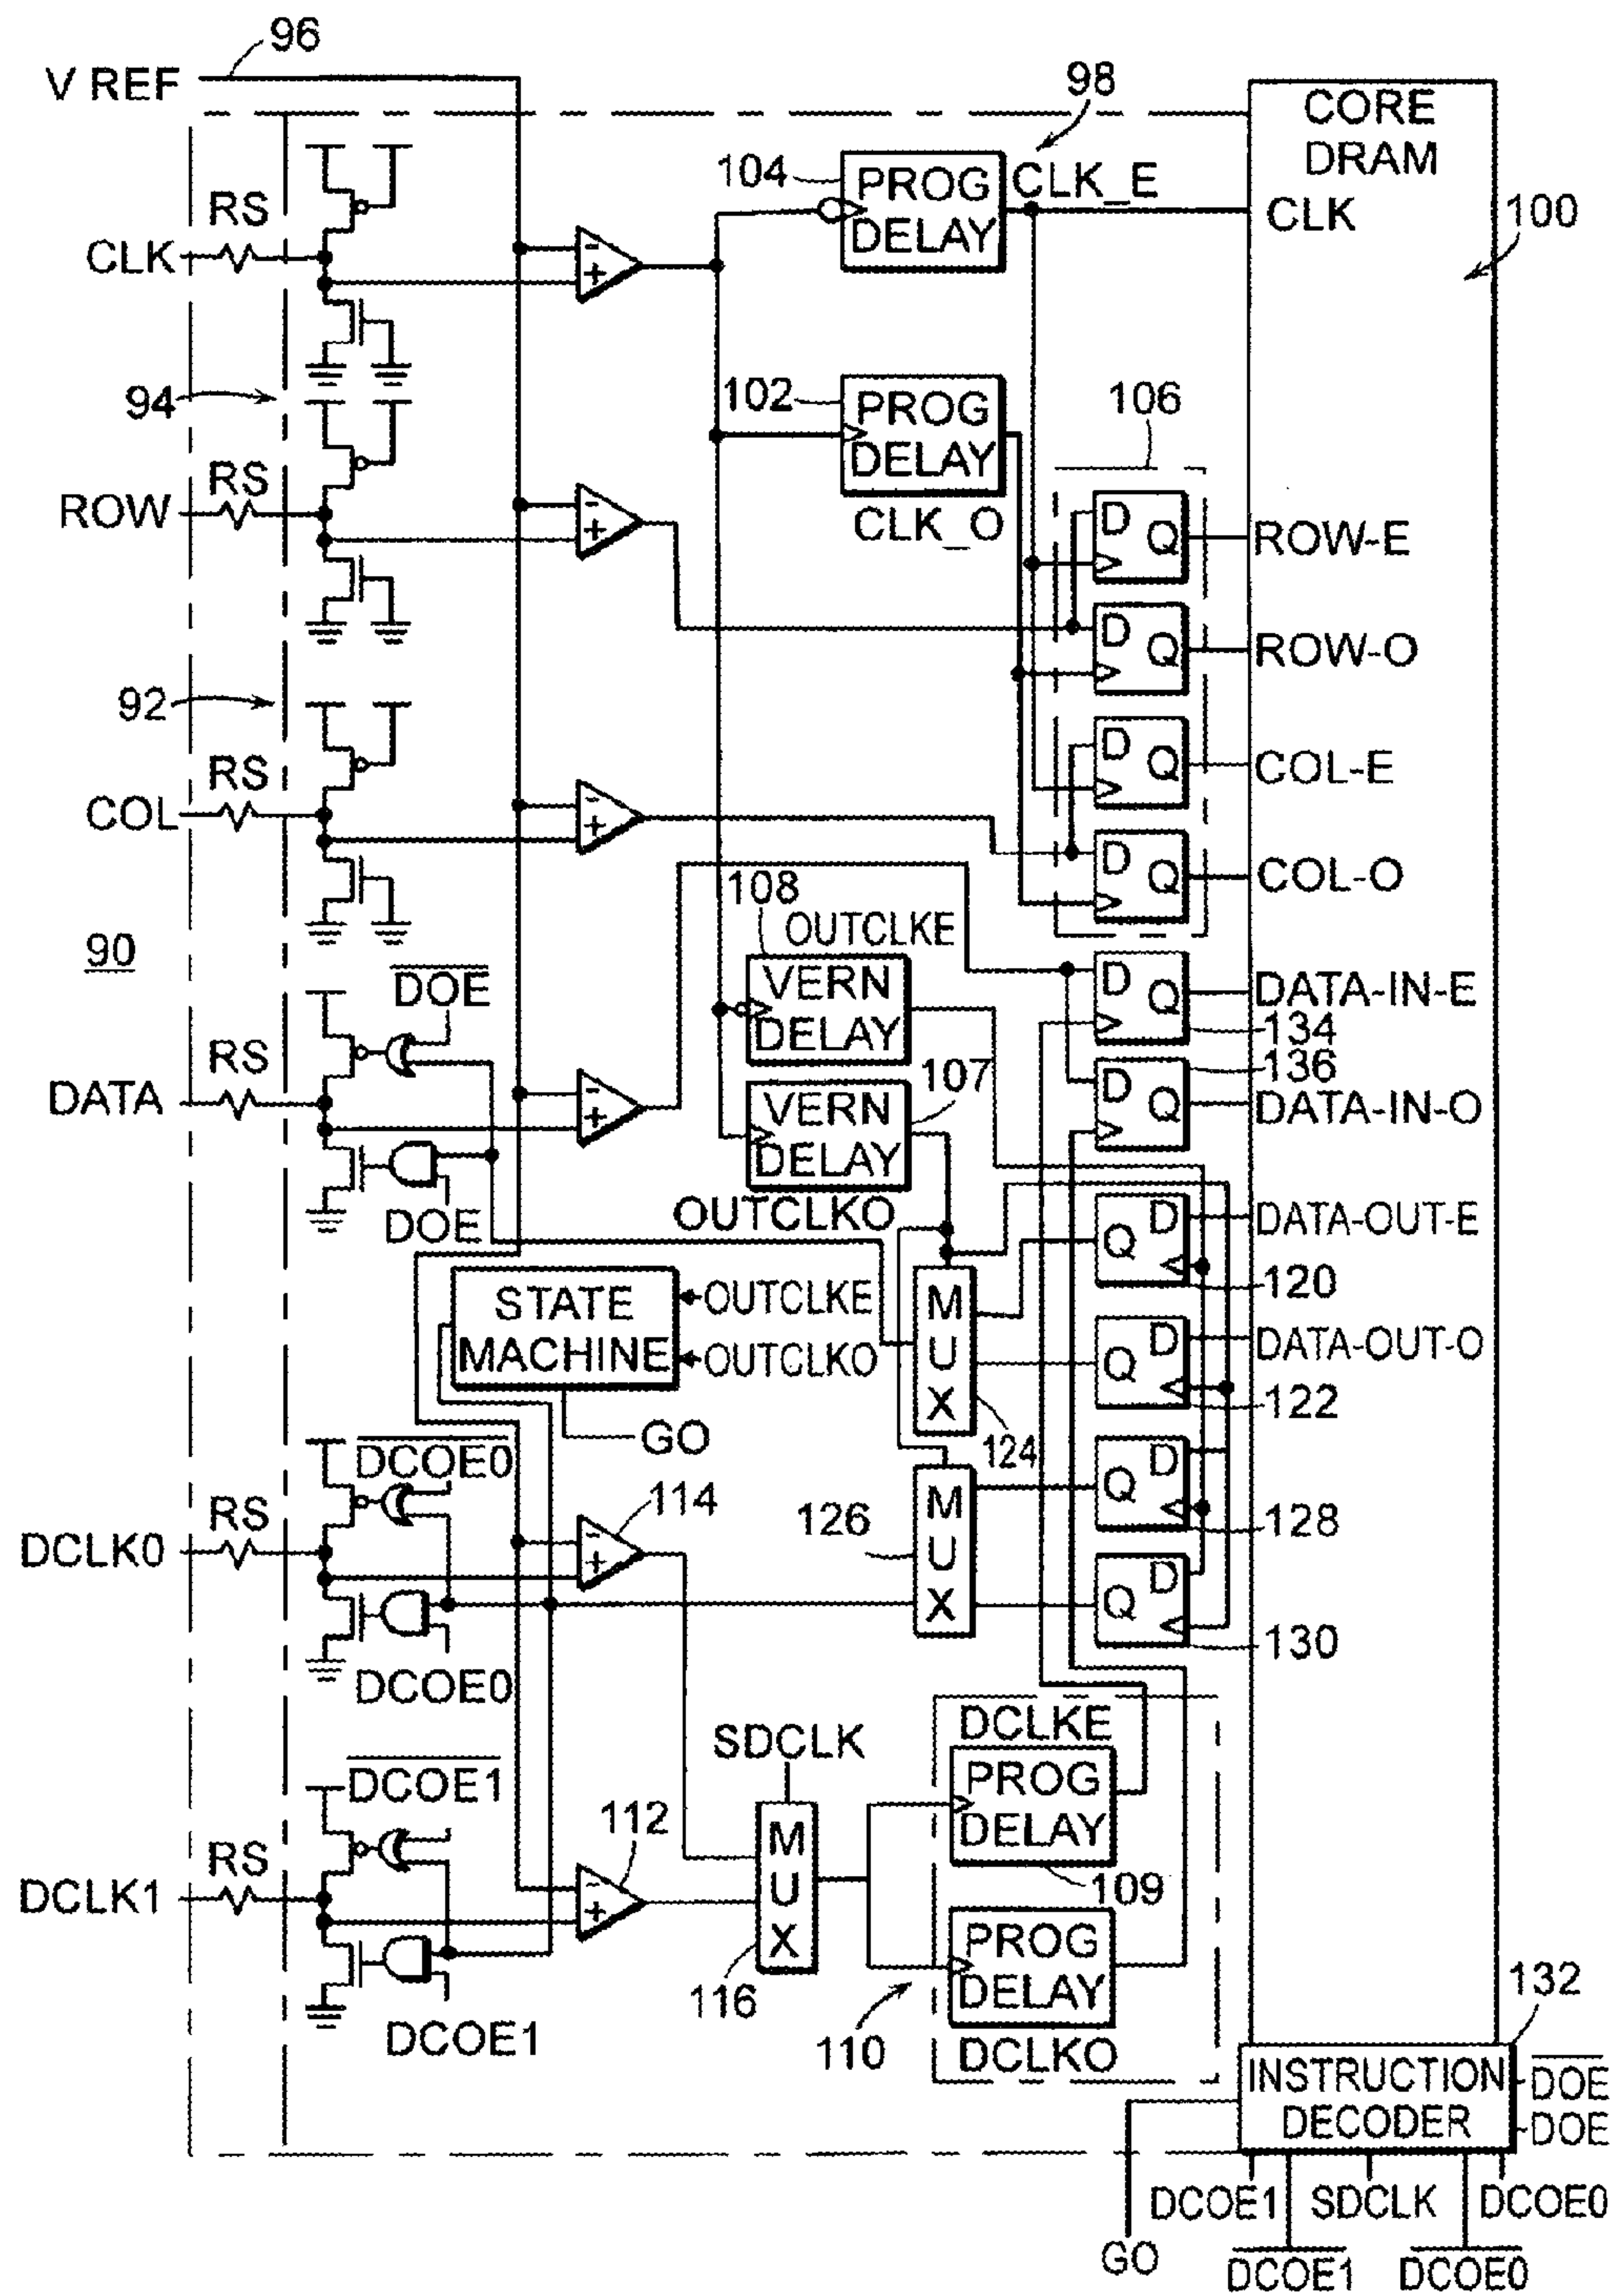 96
V REF
98
CORE
DRAM
104
PROG
DELAY
CLK_E
CLK
100
RS
CLK
-
+
94
102
PROG
DELAY
CLK_O
106
RS
ROW
-
+
D
Q
ROW-E
D
Q
ROW-O
92
RS
COL
-
+
D
Q
COL-E
D
Q
COL-O
108
OUTCLKE
90
DOE
VERN
DELAY
D
Q
DATA-IN-E
134
RS
DATA
-
+
107
VERN
DELAY
136
D
Q
DATA-IN-O
DOE
OUTCLKO
D
Q
DATA-OUT-E
120
STATE
MACHINE
OUTCLKE
OUTCLKO
GO
M
U
X
124
D
Q
DATA-OUT-O
122
DCOE0
RS
DCLK0
114
-
+
126
M
U
X
D
Q
128
D
Q
130
DCOE0
DCOE1
RS
DCLK1
112
-
+
SDCLK
M
U
X
116
DCLKE
PROG
DELAY
109
PROG
DELAY
DCLKO
110
DCOE1
132
INSTRUCTION
DECODER
DOE
DOE
DCOE1
SDCLK
DCOE0
GO
DCOE1
DCOE0